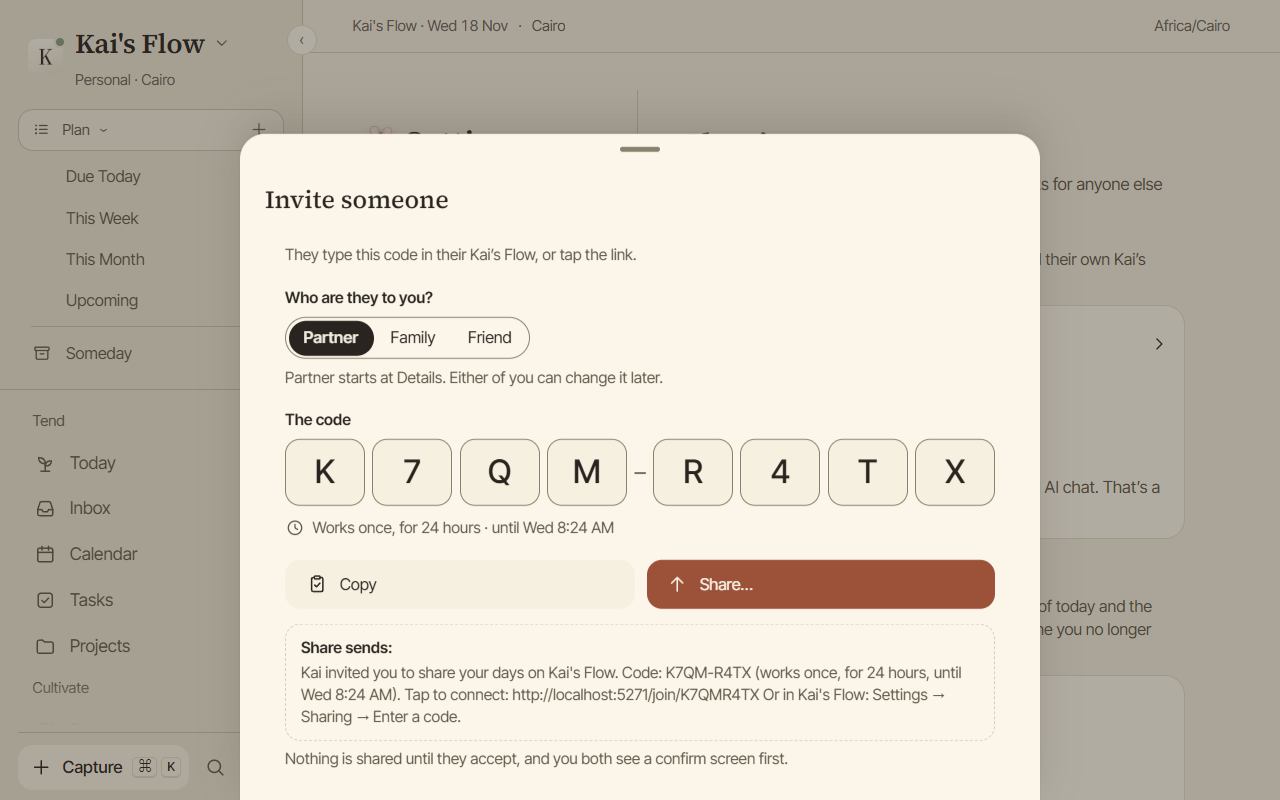 K
Kai's Flow
Personal · Cairo
Kai's Flow · Wed 18 Nov · Cairo
Africa/Cairo
Plan
Due Today
This Week
This Month
Upcoming
Someday
Tend
Today
Inbox
Calendar
Tasks
Projects
Cultivate
Capture ⌘ K
for anyone else
their own Kai's
AI chat. That's a
of today and the
you no longer
Invite someone
They type this code in their Kai's Flow, or tap the link.
Who are they to you?
Partner Family Friend
Partner starts at Details. Either of you can change it later.
The code
K 7 Q M – R 4 T X
Works once, for 24 hours · until Wed 8:24 AM
Copy
Share…
Share sends:
Kai invited you to share your days on Kai's Flow. Code: K7QM-R4TX (works once, for 24 hours, until
Wed 8:24 AM). Tap to connect: http://localhost:5271/join/K7QMR4TX Or in Kai's Flow: Settings →
Sharing → Enter a code.
Nothing is shared until they accept, and you both see a confirm screen first.